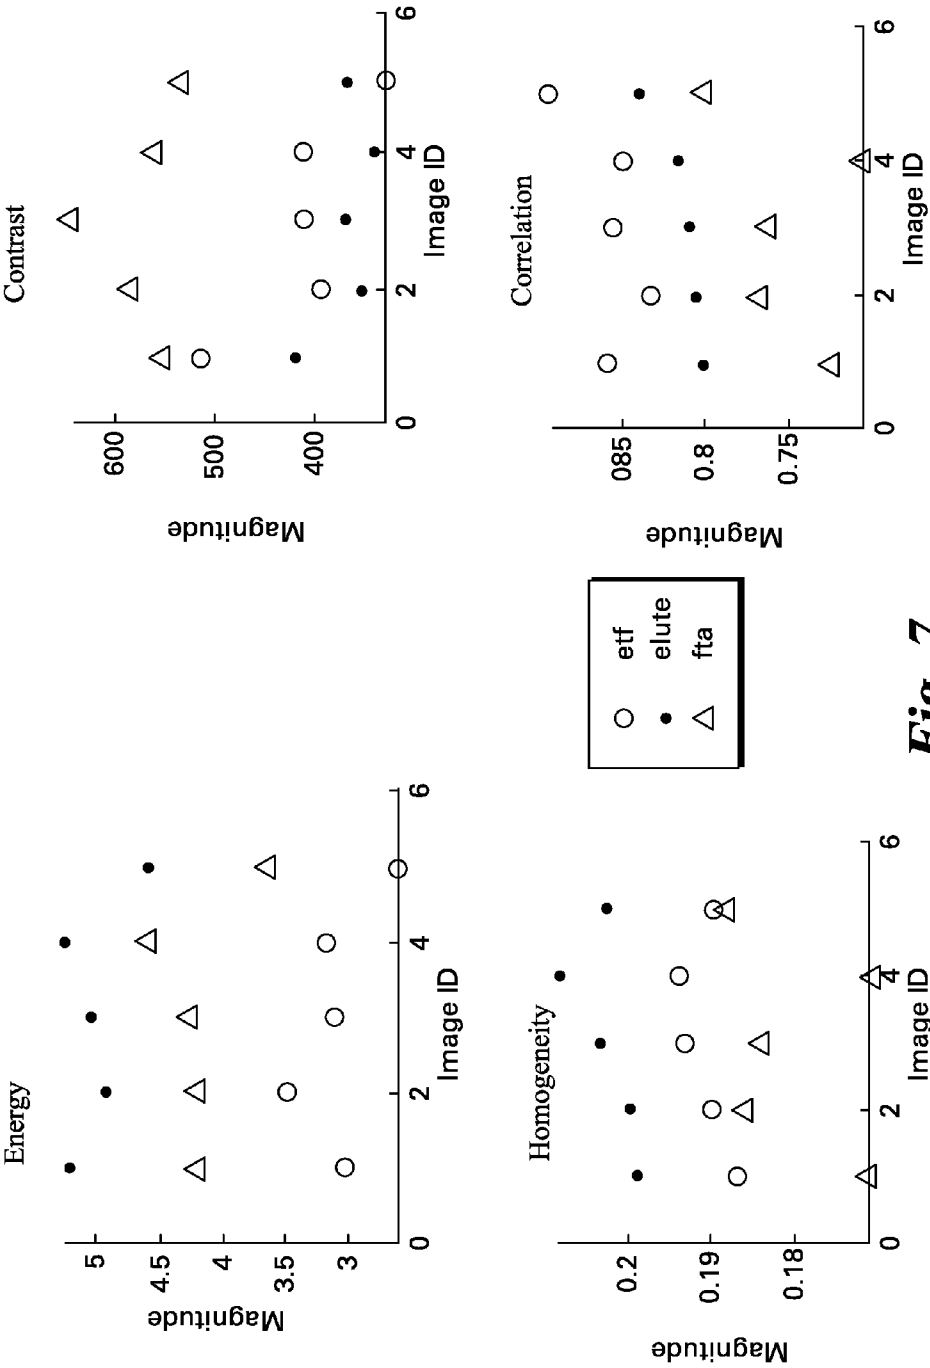 Energy
Magnitude
5
4.5
4
3.5
3
0
2
4
6
Image ID
Contrast
Magnitude
600
500
400
0
2
4
6
Image ID
Homogeneity
Magnitude
0.2
0.19
0.18
0
2
4
6
Image ID
etf
elute
fta
Correlation
Magnitude
085
0.8
0.75
0
2
4
6
Image ID
Fig. 7